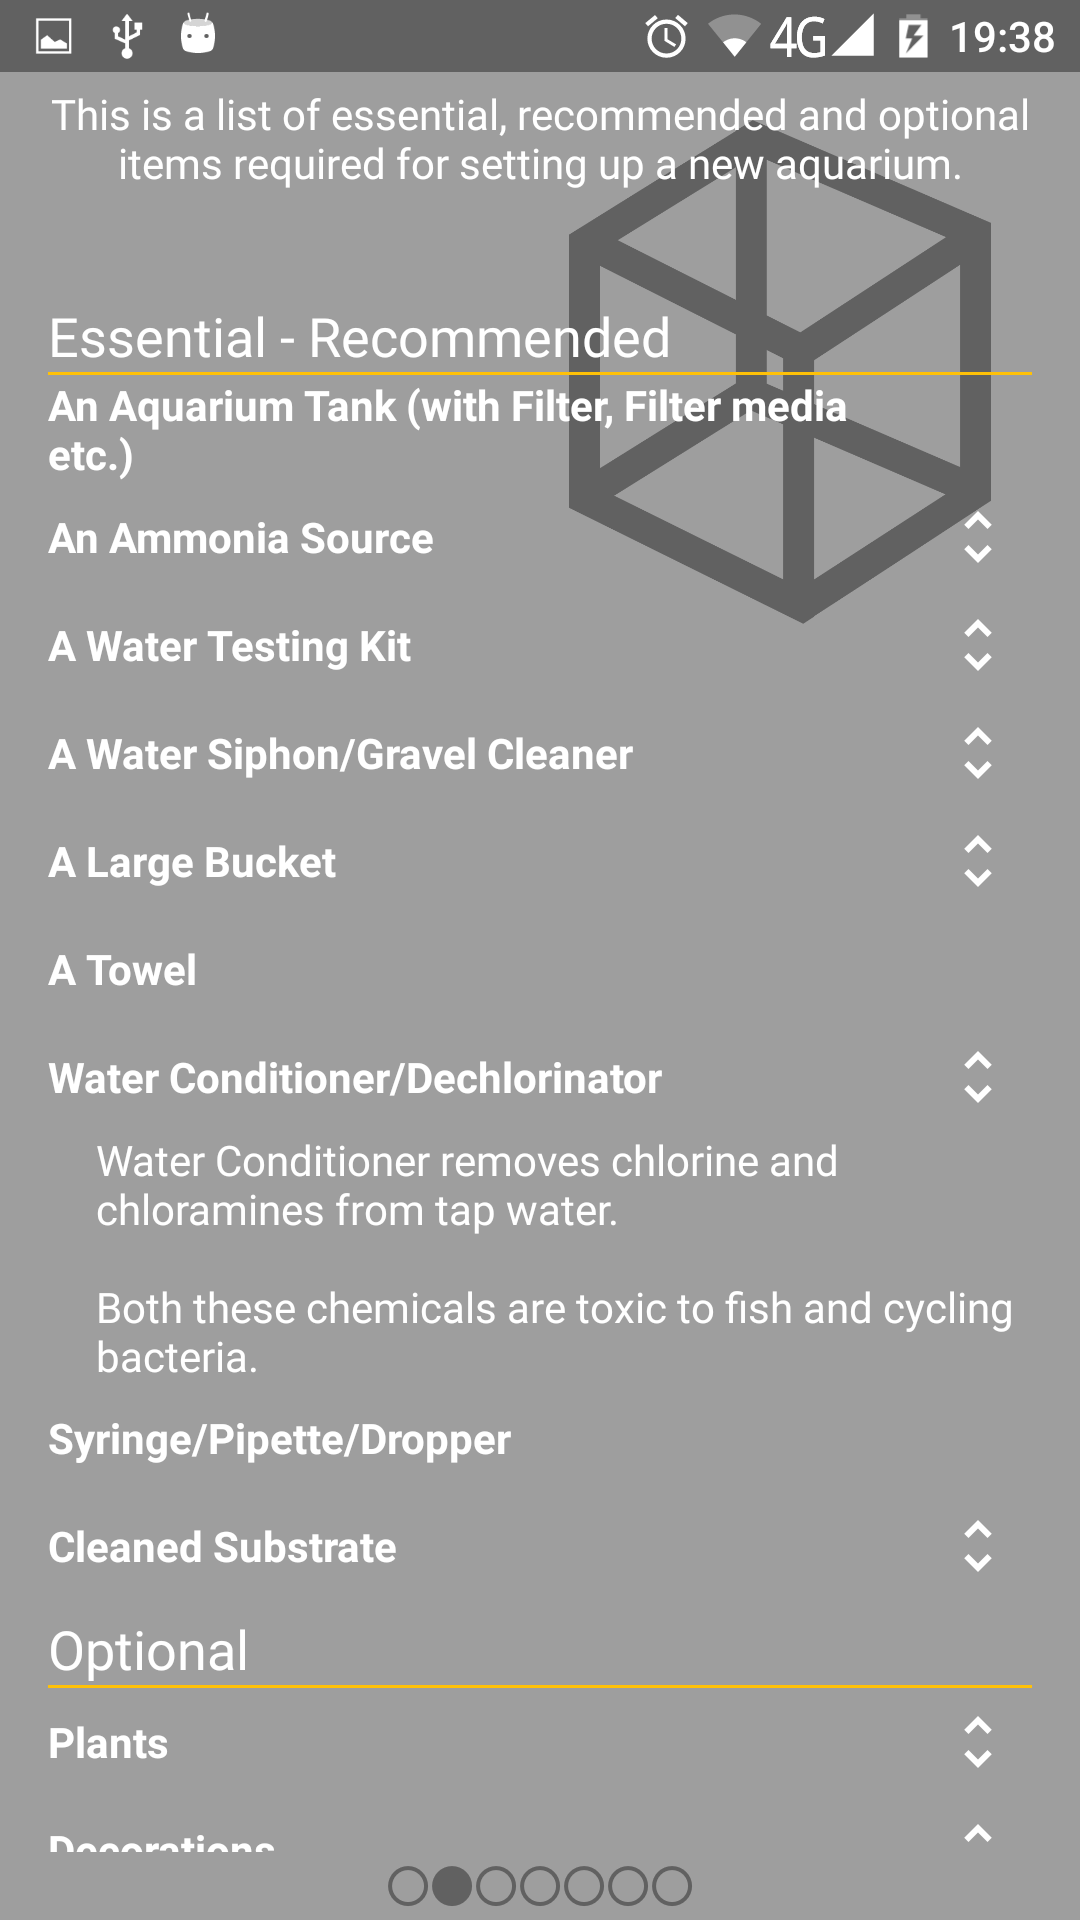 4G 19:38
This is a list of essential, recommended and optional
items required for setting up a new aquarium.
Essential - Recommended
An Aquarium Tank (with Filter, Filter media
etc.)
An Ammonia Source
A Water Testing Kit
A Water Siphon/Gravel Cleaner
A Large Bucket
A Towel
Water Conditioner/Dechlorinator
Water Conditioner removes chlorine and
chloramines from tap water.
Both these chemicals are toxic to fish and cycling
bacteria.
Syringe/Pipette/Dropper
Cleaned Substrate
Optional
Plants
Decorations